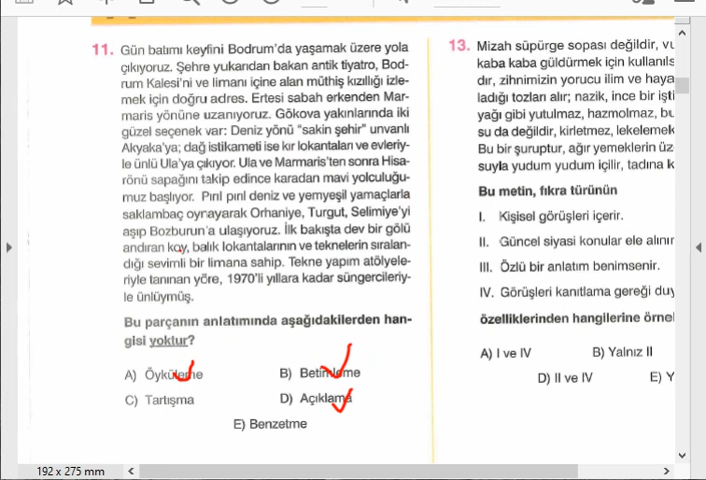 11. Gün batımı keyfini Bodrum'da yaşamak üzere yola
çıkıyoruz. Şehre yukarıdan bakan antik tiyatro, Bod-
rum Kalesi'ni ve limanı içine alan müthiş kızıllığı izle-
mek için doğru adres. Ertesi sabah erkenden Mar-
maris yönüne uzanıyoruz. Gökova yakınlarında iki
güzel seçenek var: Deniz yönü "sakin şehir" unvanlı
Akyaka'ya; dağ istikameti ise kır lokantaları ve evleriy-
le ünlü Ula'ya çıkıyor. Ula ve Marmaris'ten sonra Hisa-
rönü sapağını takip edince karadan mavi yolculuğu-
muz başlıyor. Pırıl pırıl deniz ve yemyeşil yamaçlarla
saklambaç oynayarak Orhaniye, Turgut, Selimiye'yi
aşıp Bozburun'a ulaşıyoruz. İlk bakışta dev bir gölü
andıran koy, balık lokantalarının ve teknelerin sıralan-
dığı sevimli bir limana sahip. Tekne yapım atölyele-
riyle tanınan yöre, 1970'li yıllara kadar süngercileriy-
le ünlüymüş.
Bu parçanın anlatımında aşağıdakilerden han-
gisi yoktur?
A) Öyküleme
B) Betimleme
C) Tartışma
D) Açıklama
E) Benzetme
13. Mizah süpürge sopası değildir, vu
kaba kaba güldürmek için kullanıls
dır, zihnimizin yorucu ilim ve haya
ladığı tozları alır; nazik, ince bir işti
yağı gibi yutulmaz, hazmolmaz, bu
su da değildir, kirletmez, lekelemek
Bu bir şuruptur, ağır yemeklerin üz
suyla yudum yudum içilir, tadına k
Bu metin, fıkra türünün
I. Kişisel görüşleri içerir.
II. Güncel siyasi konular ele alınır
III. Özlü bir anlatım benimsenir.
IV. Görüşleri kanıtlama gereği duy
özelliklerinden hangilerine örne
A) I ve IV
B) Yalnız II
D) II ve IV
E) Y
192 x 275 mm